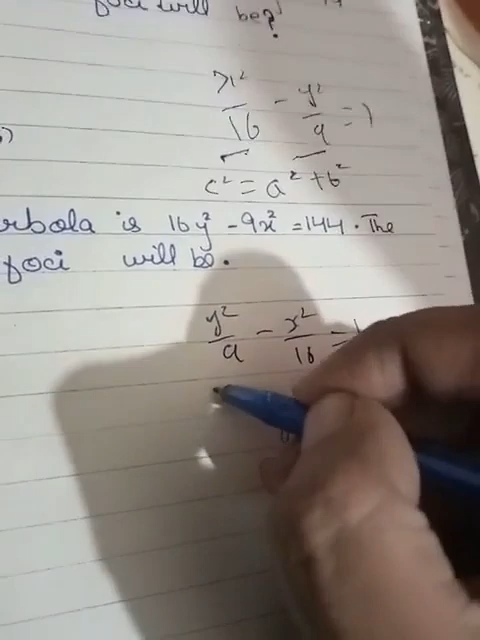 foci will be?
x²/16 - y²/9 = 1
c² = a² + b²
rbola is 16y² - 9x² = 144. The
foci will be.
y²/9 - x²/16 = 1